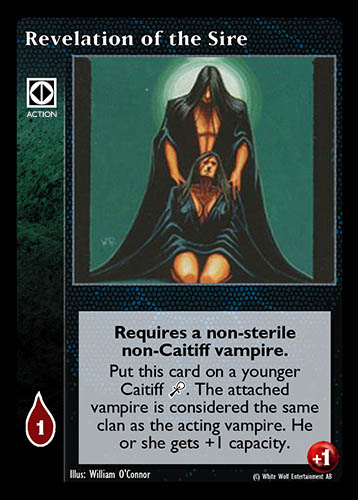 Revelation of the Sire
ACTION
Requires a non-sterile
non-Caitiff vampire.
Put this card on a younger
Caitiff . The attached
vampire is considered the same
clan as the acting vampire. He
or she gets +1 capacity.
1
+1
Illus: William O'Connor
(C) White Wolf Entertainment AB